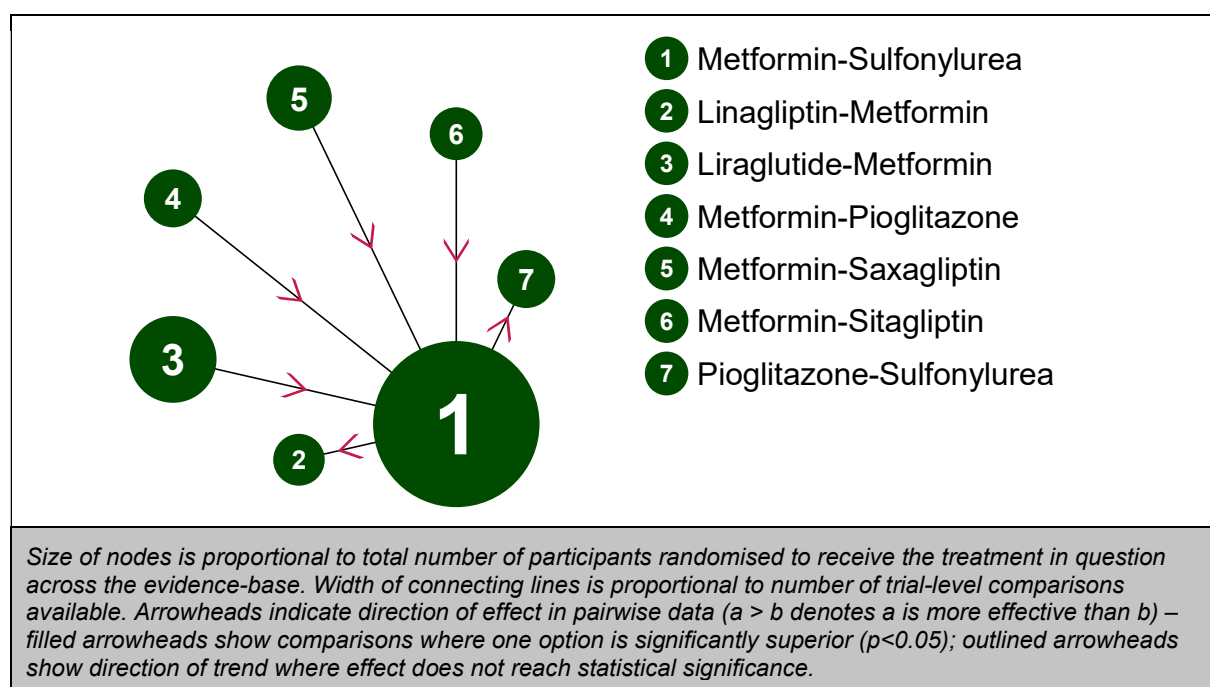 5
6
4
7
3
1
2
1 Metformin-Sulfonylurea
2 Linagliptin-Metformin
3 Liraglutide-Metformin
4 Metformin-Pioglitazone
5 Metformin-Saxagliptin
6 Metformin-Sitagliptin
7 Pioglitazone-Sulfonylurea
Size of nodes is proportional to total number of participants randomised to receive the treatment in question
across the evidence-base. Width of connecting lines is proportional to number of trial-level comparisons
available. Arrowheads indicate direction of effect in pairwise data (a > b denotes a is more effective than b) –
filled arrowheads show comparisons where one option is significantly superior (p<0.05); outlined arrowheads
show direction of trend where effect does not reach statistical significance.